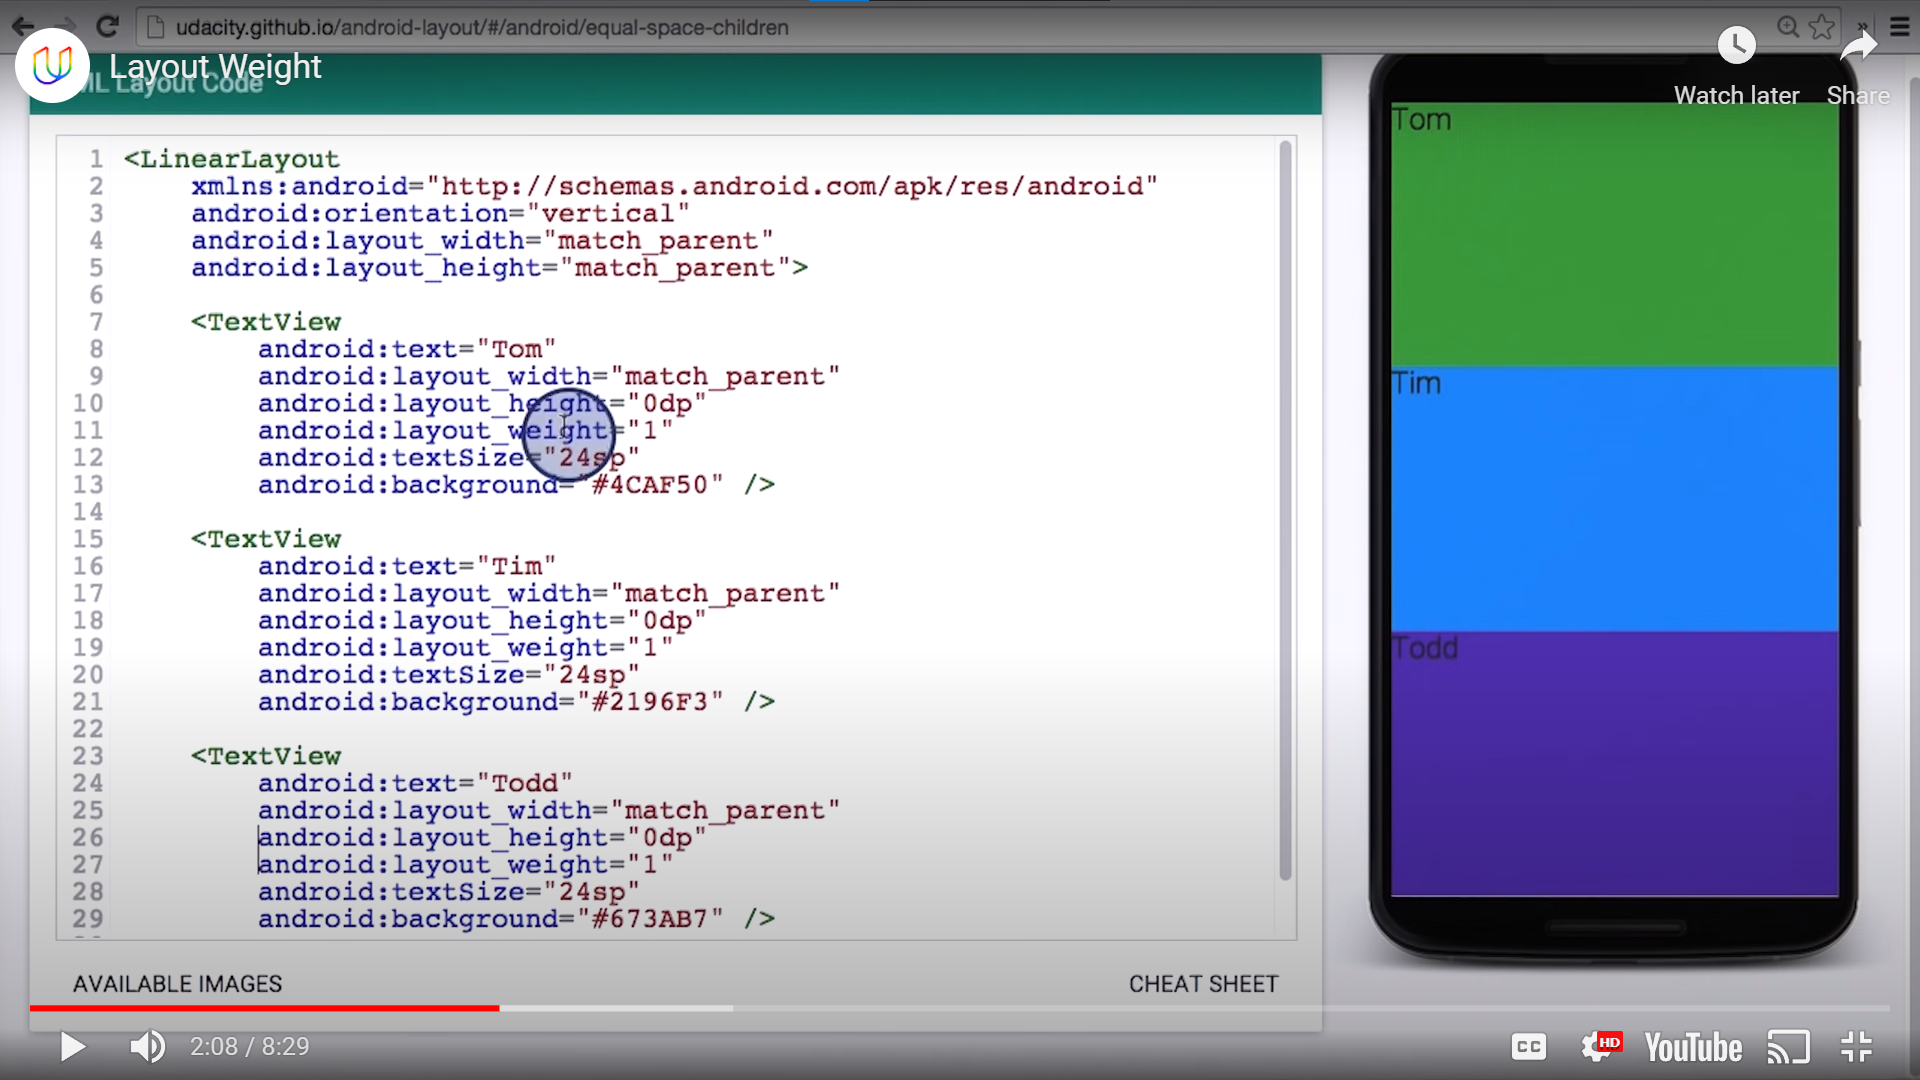 udacity.github.io/android-layout/#/android/equal-space-children
»
Layout Weight
ML Layout Code
Watch later
Share
1 <LinearLayout
2 xmlns:android="http://schemas.android.com/apk/res/android"
3 android:orientation="vertical"
4 android:layout_width="match_parent"
5 android:layout_height="match_parent">
6
7 <TextView
8 android:text="Tom"
9 android:layout_width="match_parent"
10 android:layout_height="0dp"
11 android:layout_weight="1"
12 android:textSize="24sp"
13 android:background="#4CAF50" />
14
15 <TextView
16 android:text="Tim"
17 android:layout_width="match_parent"
18 android:layout_height="0dp"
19 android:layout_weight="1"
20 android:textSize="24sp"
21 android:background="#2196F3" />
22
23 <TextView
24 android:text="Todd"
25 android:layout_width="match_parent"
26 android:layout_height="0dp"
27 android:layout_weight="1"
28 android:textSize="24sp"
29 android:background="#673AB7" />
Tom
Tim
Todd
AVAILABLE IMAGES
CHEAT SHEET
2:08 / 8:29
CC
HD
YouTube